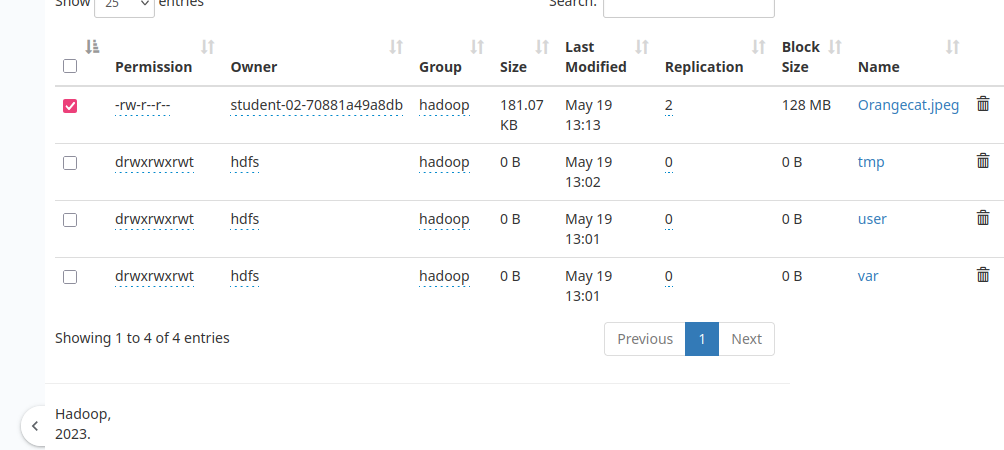 Show 25 entries Search:
Permission Owner Group Size Last Modified Replication Block Size Name
-rw-r--r-- student-02-70881a49a8db hadoop 181.07 KB May 19 13:13 2 128 MB Orangecat.jpeg
drwxrwxrwt hdfs hadoop 0 B May 19 13:02 0 0 B tmp
drwxrwxrwt hdfs hadoop 0 B May 19 13:01 0 0 B user
drwxrwxrwt hdfs hadoop 0 B May 19 13:01 0 0 B var
Showing 1 to 4 of 4 entries Previous 1 Next
Hadoop,
2023.